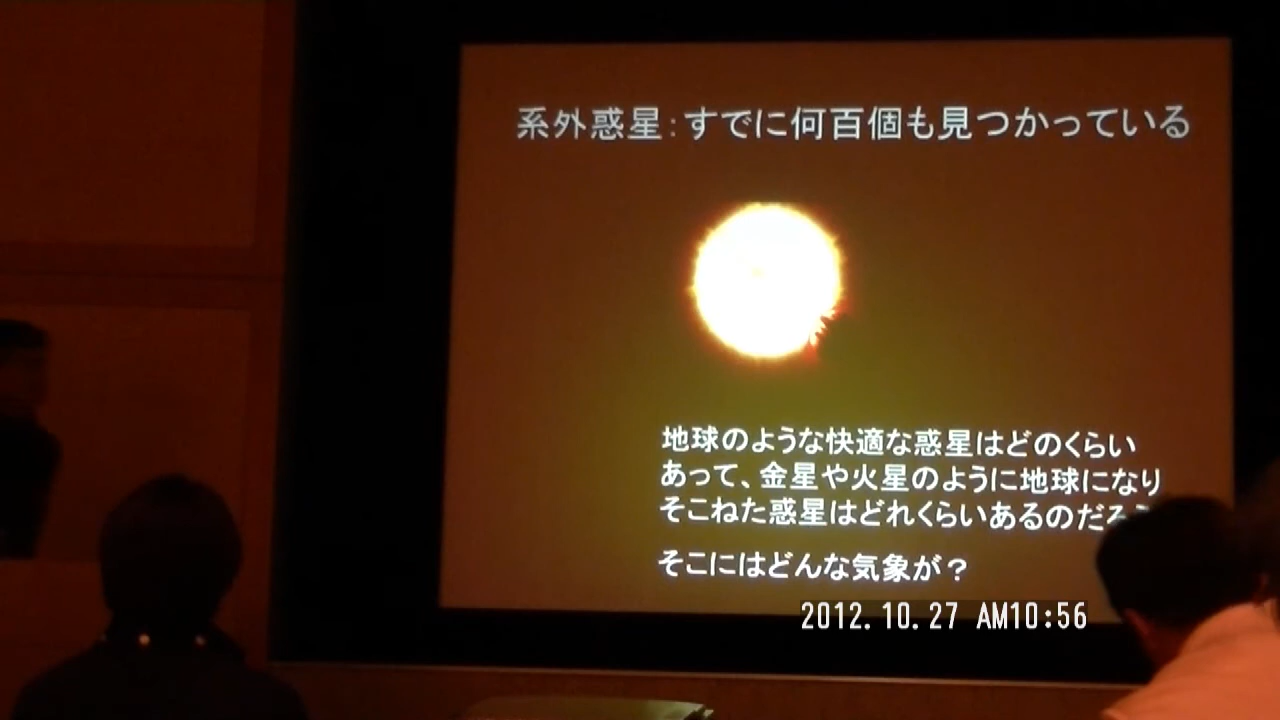 系外惑星:すでに何百個も見つかっている
地球のような快適な惑星はどのくらい
あって、金星や火星のように地球になり
そこねた惑星はどれくらいあるのだろ
そこにはどんな気象が?
2012.10.27 AM10:56